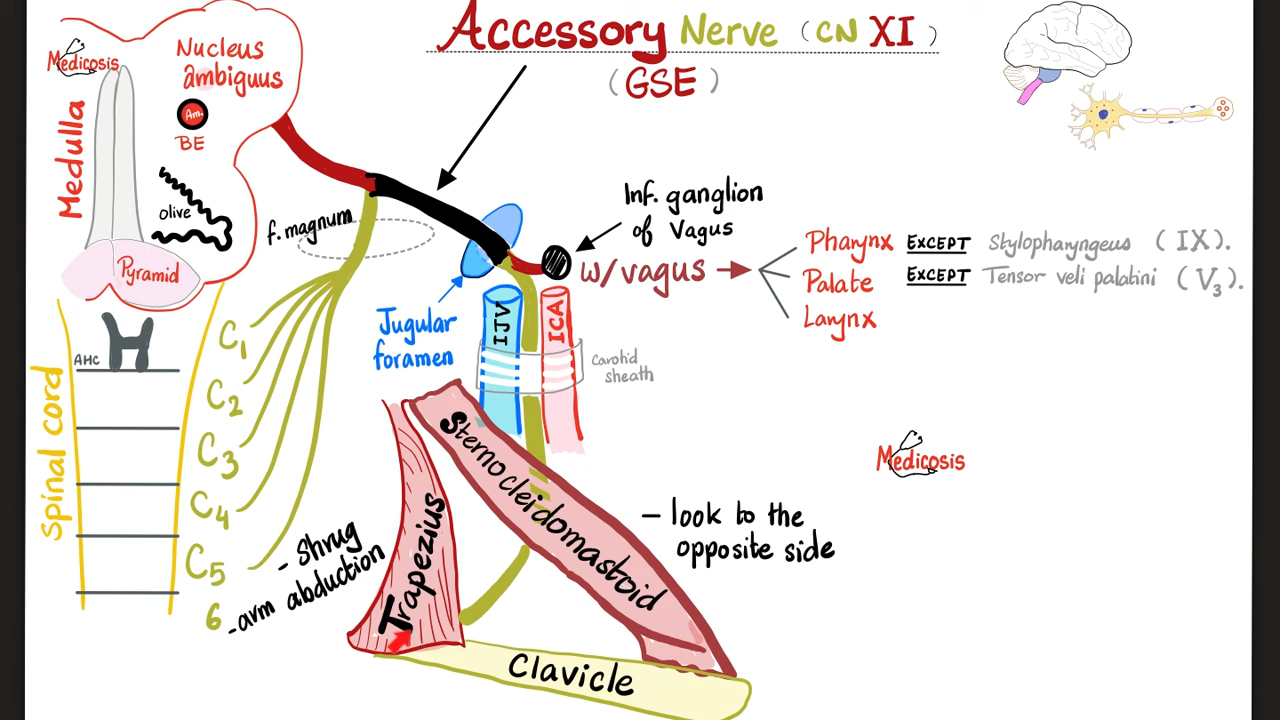 Accessory Nerve (CN XI)
(GSE)
Medicosis
Nucleus
ambiguus
Am.
BE
Medulla
Olive
Pyramid
f. magnum
Inf. ganglion
of Vagus
w/vagus
Pharynx EXCEPT Stylopharyngeus (IX).
Palate EXCEPT Tensor veli palatini (V3).
Larynx
Jugular
foramen
IJV
ICA
Carotid
sheath
AHC
Spinal cord
C1
C2
C3
C4
C5
6
- Shrug
- arm abduction
Trapezius
Sternocleidomastoid
- look to the
opposite side
Clavicle
Medicosis